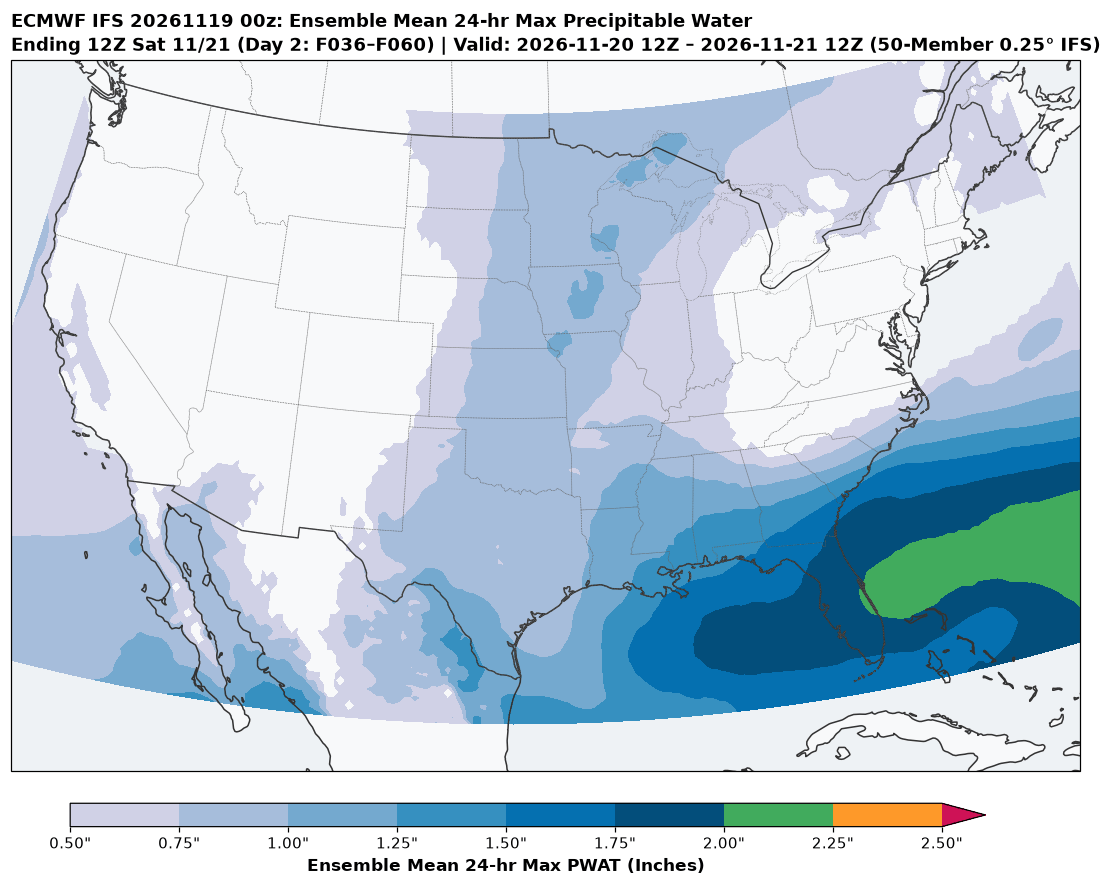 ECMWF IFS 20261119 00z: Ensemble Mean 24-hr Max Precipitable Water
Ending 12Z Sat 11/21 (Day 2: F036–F060) | Valid: 2026-11-20 12Z – 2026-11-21 12Z (50-Member 0.25° IFS)
0.50" 0.75" 1.00" 1.25" 1.50" 1.75" 2.00" 2.25" 2.50"
Ensemble Mean 24-hr Max PWAT (Inches)